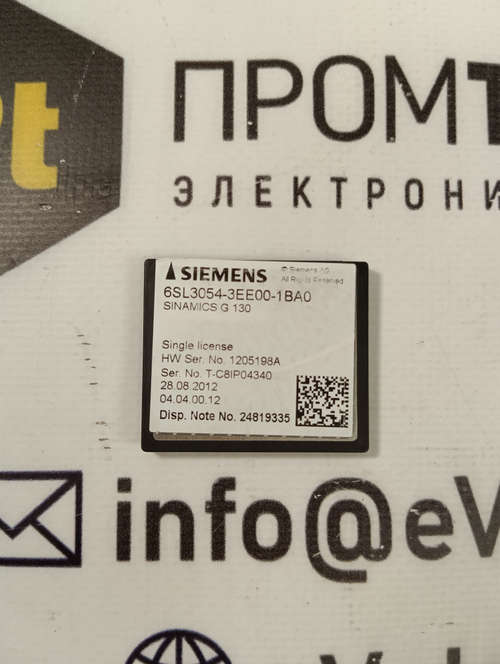 t
ПРОМ
ЭЛЕКТРОНИ
SIEMENS
© Siemens AG
All Rights Reserved
6SL3054-3EE00-1BA0
SINAMICS G 130
Single license
HW Ser. No. 1205198A
Ser. No. T-C8IP04340
28.08.2012
04.04.00.12
Disp. Note No. 24819335
info@eV